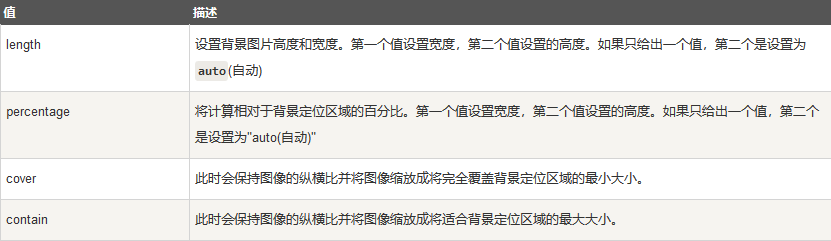 值 描述
length 设置背景图片高度和宽度。第一个值设置宽度，第二个值设置的高度。如果只给出一个值，第二个是设置为
auto(自动)
percentage 将计算相对于背景定位区域的百分比。第一个值设置宽度，第二个值设置的高度。如果只给出一个值，第二个
是设置为"auto(自动)"
cover 此时会保持图像的纵横比并将图像缩放成将完全覆盖背景定位区域的最小大小。
contain 此时会保持图像的纵横比并将图像缩放成将适合背景定位区域的最大大小。